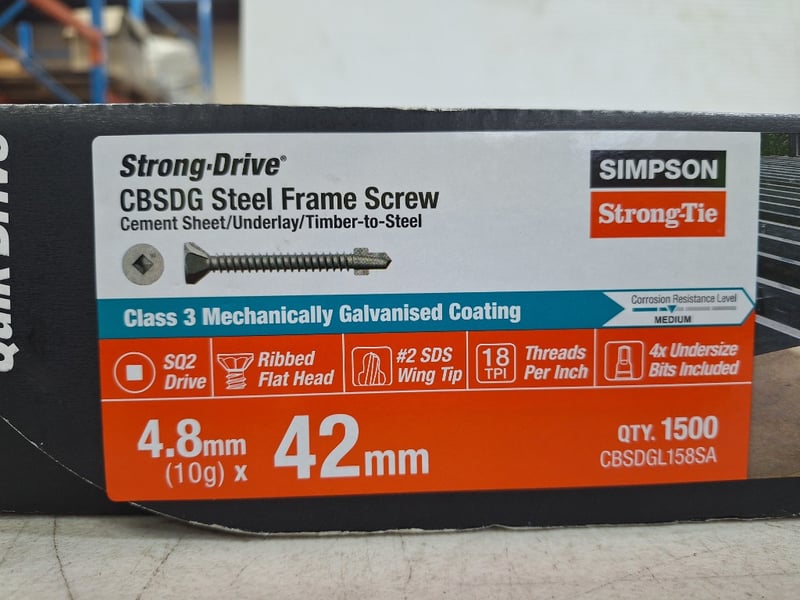 Quik Drive
Strong·Drive®
CBSDG Steel Frame Screw
Cement Sheet/Underlay/Timber-to-Steel
SIMPSON
Strong-Tie
Class 3 Mechanically Galvanised Coating
Corrosion Resistance Level
MEDIUM
SQ2
Drive
Ribbed
Flat Head
#2 SDS
Wing Tip
18
TPI
Threads
Per Inch
4x Undersize
Bits Included
4.8mm
(10g) x
42mm
QTY. 1500
CBSDGL158SA